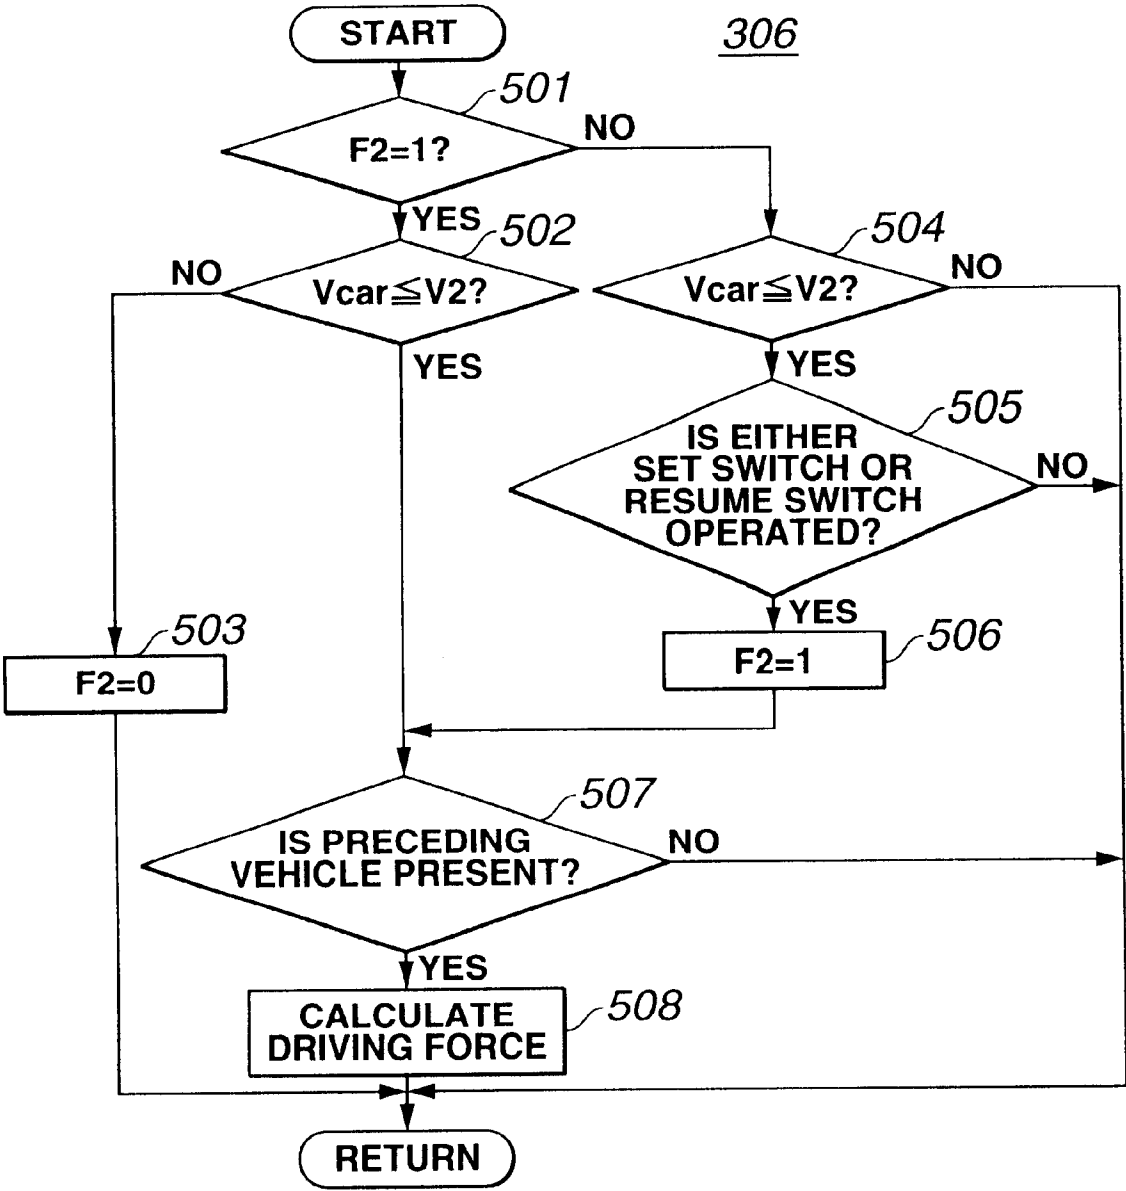 START
306
501
F2=1?
NO
YES
502
504
NO
Vcar≦V2?
Vcar≦V2?
NO
YES
YES
505
IS EITHER
SET SWITCH OR
RESUME SWITCH
OPERATED?
NO
YES
503
506
F2=0
F2=1
507
IS PRECEDING
VEHICLE PRESENT?
NO
YES
508
CALCULATE
DRIVING FORCE
RETURN